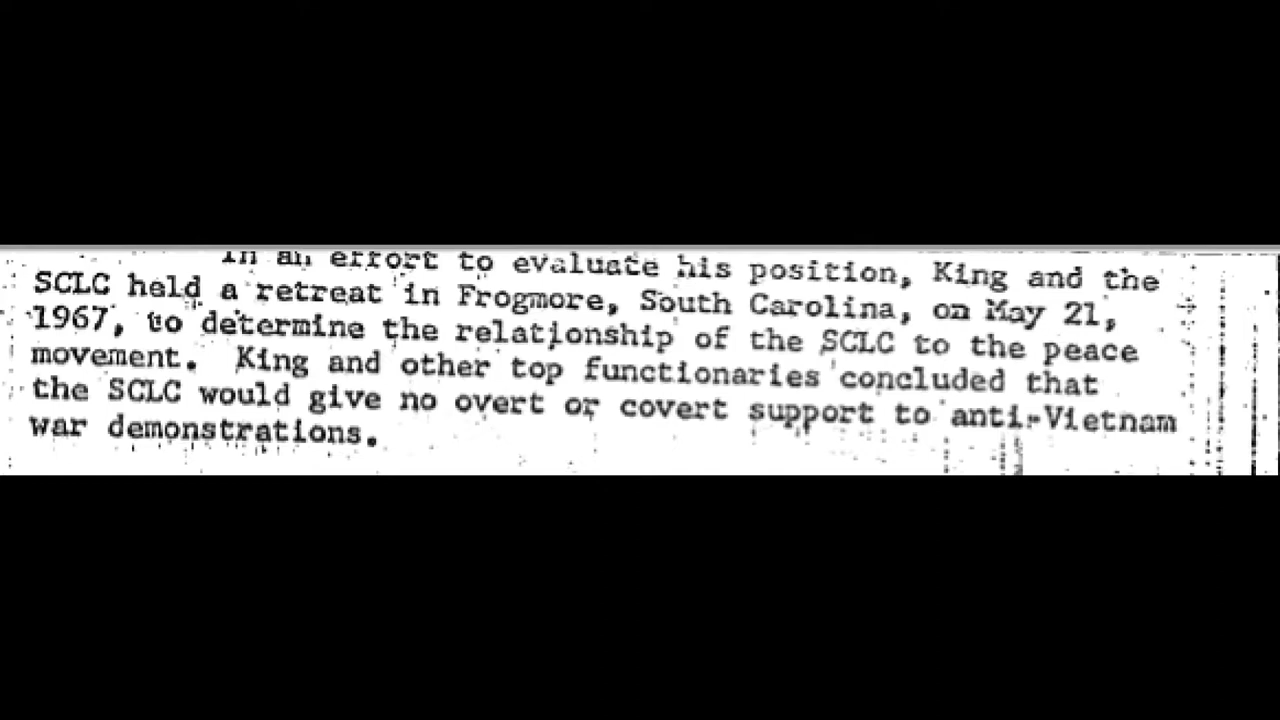 In an effort to evaluate his position, King and the
SCLC held a retreat in Frogmore, South Carolina, on May 21,
1967, to determine the relationship of the SCLC to the peace
movement. King and other top functionaries concluded that
the SCLC would give no overt or covert support to anti-Vietnam
war demonstrations.